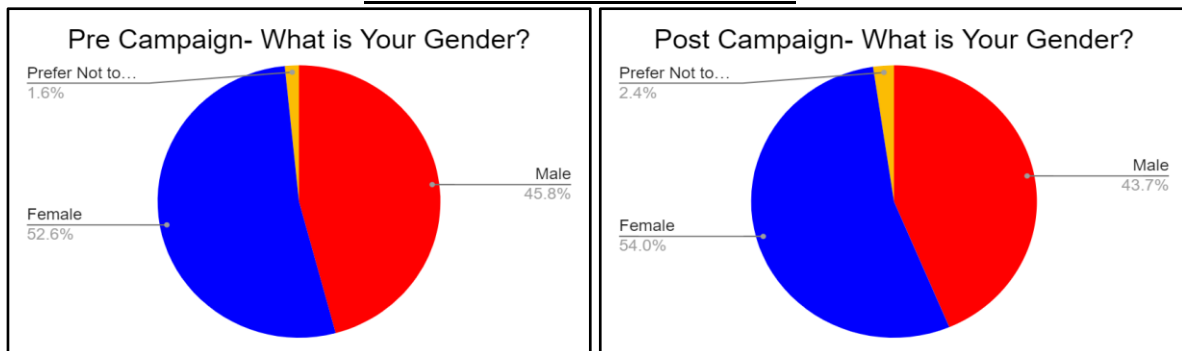 Pre Campaign- What is Your Gender?
Prefer Not to…
1.6%
Male
45.8%
Female
52.6%
Post Campaign- What is Your Gender?
Prefer Not to…
2.4%
Male
43.7%
Female
54.0%